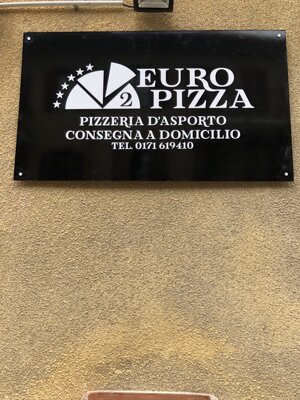 EURO
2 PIZZA
PIZZERIA D'ASPORTO
CONSEGNA A DOMICILIO
TEL. 0171 619410